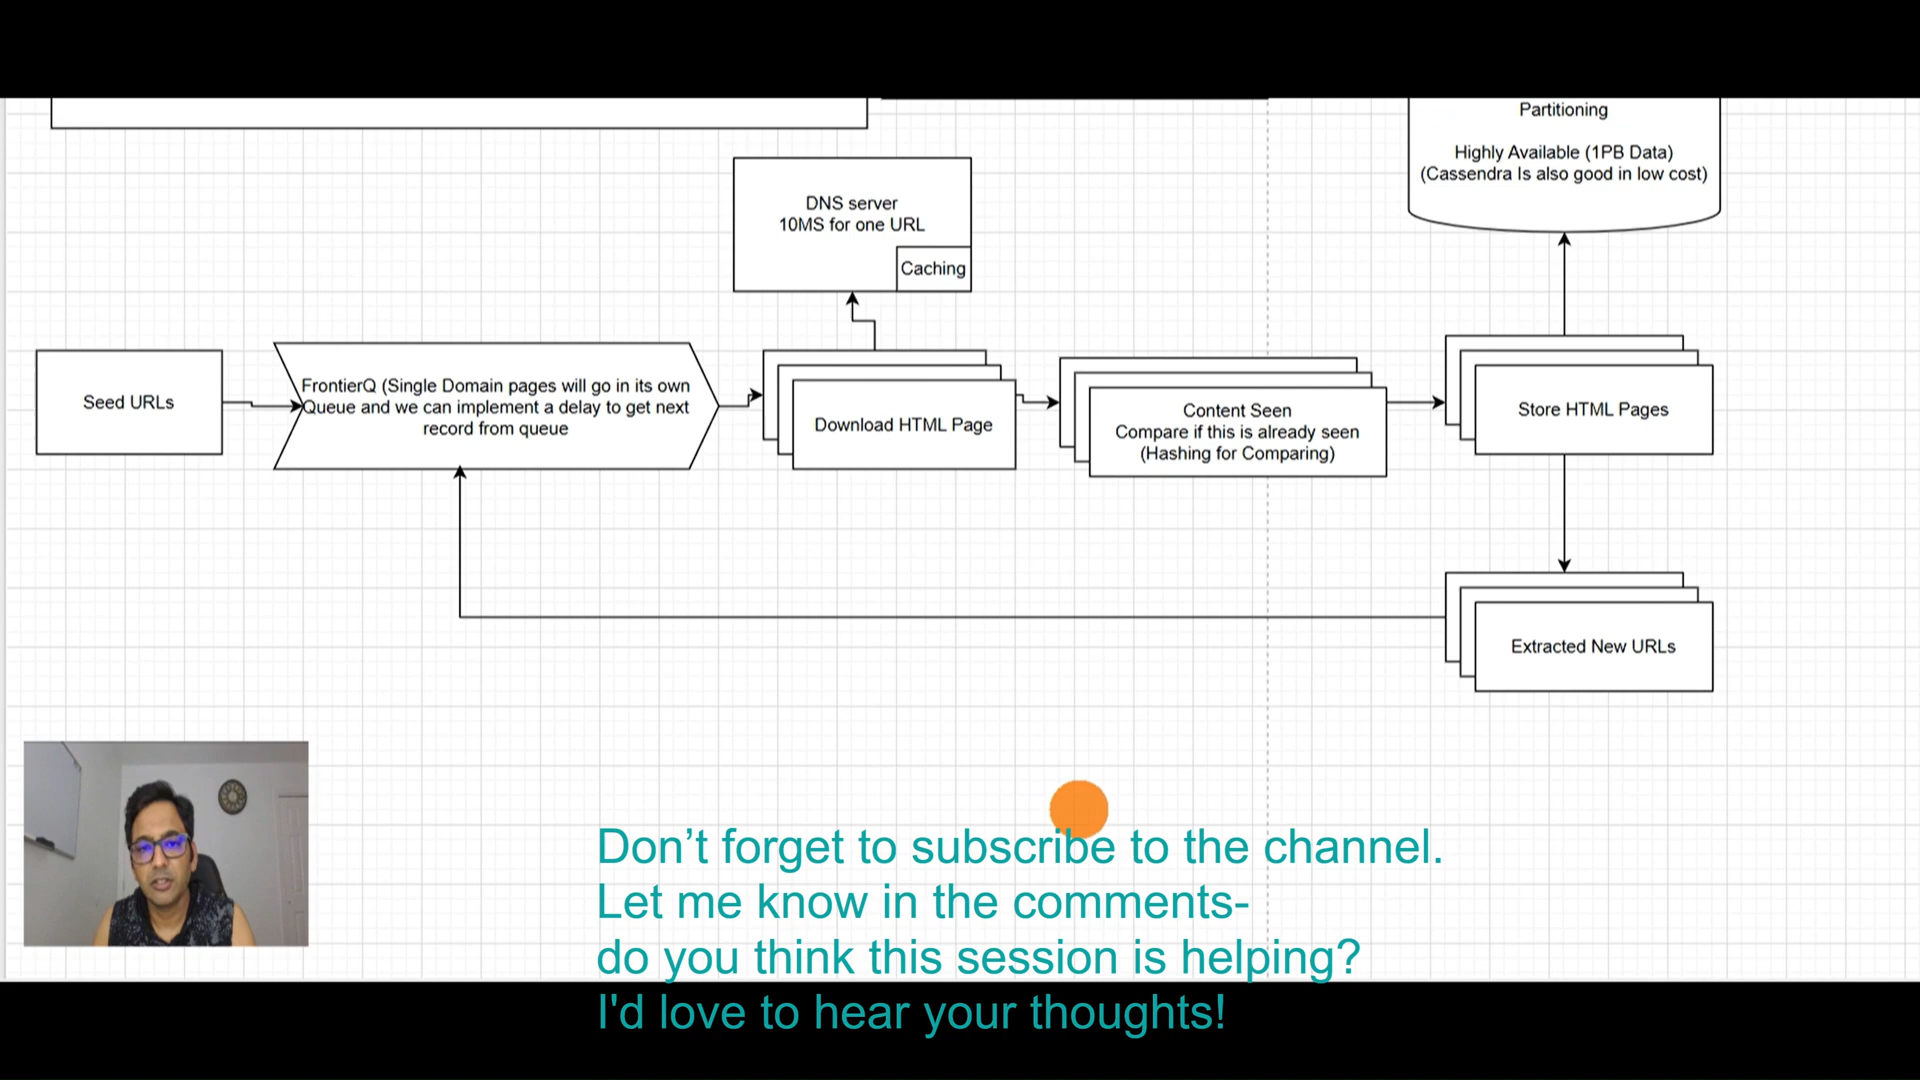 Partitioning
Highly Available (1PB Data)
(Cassendra Is also good in low cost)
DNS server
10MS for one URL
Caching
Seed URLs
FrontierQ (Single Domain pages will go in its own
Queue and we can implement a delay to get next
record from queue
Download HTML Page
Content Seen
Compare if this is already seen
(Hashing for Comparing)
Store HTML Pages
Extracted New URLs
Don’t forget to subscribe to the channel.
Let me know in the comments-
do you think this session is helping?
I'd love to hear your thoughts!